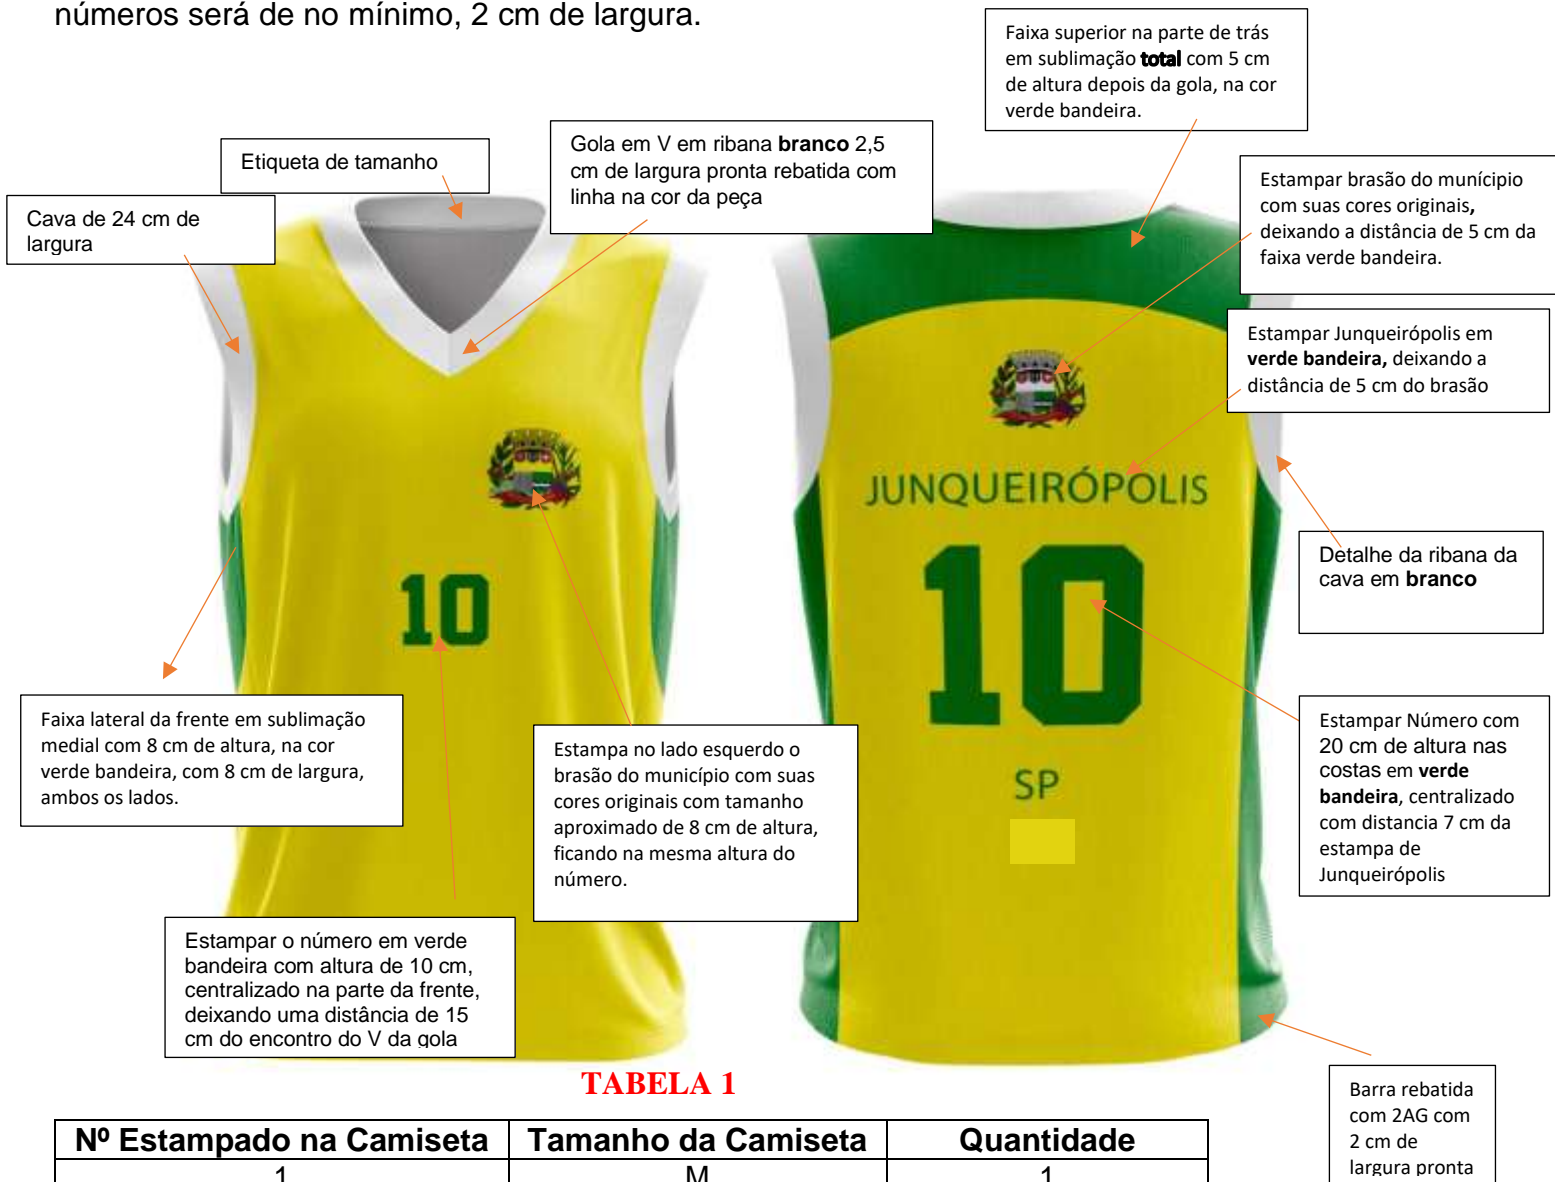 números será de no mínimo, 2 cm de largura.
Faixa superior na parte de trás
em sublimação total com 5 cm
de altura depois da gola, na cor
verde bandeira.
Etiqueta de tamanho
Gola em V em ribana branco 2,5
cm de largura pronta rebatida com
linha na cor da peça
Cava de 24 cm de
largura
Estampar brasão do munícipio
com suas cores originais, 
deixando a distância de 5 cm da
faixa verde bandeira.
Estampar Junqueirópolis em
verde bandeira, deixando a
distância de 5 cm do brasão
JUNQUEIRÓPOLIS
10
10
SP
Detalhe da ribana da
cava em branco
Faixa lateral da frente em sublimação
medial com 8 cm de altura, na cor
verde bandeira, com 8 cm de largura,
ambos os lados.
Estampa no lado esquerdo o
brasão do município com suas
cores originais com tamanho
aproximado de 8 cm de altura,
ficando na mesma altura do
número.
Estampar Número com
20 cm de altura nas
costas em verde
bandeira, centralizado
com distancia 7 cm da
estampa de
Junqueirópolis
Estampar o número em verde
bandeira com altura de 10 cm,
centralizado na parte da frente,
deixando uma distância de 15
cm do encontro do V da gola
Barra rebatida
com 2AG com
2 cm de
largura pronta
TABELA 1
Nº Estampado na Camiseta Tamanho da Camiseta Quantidade
1 M 1